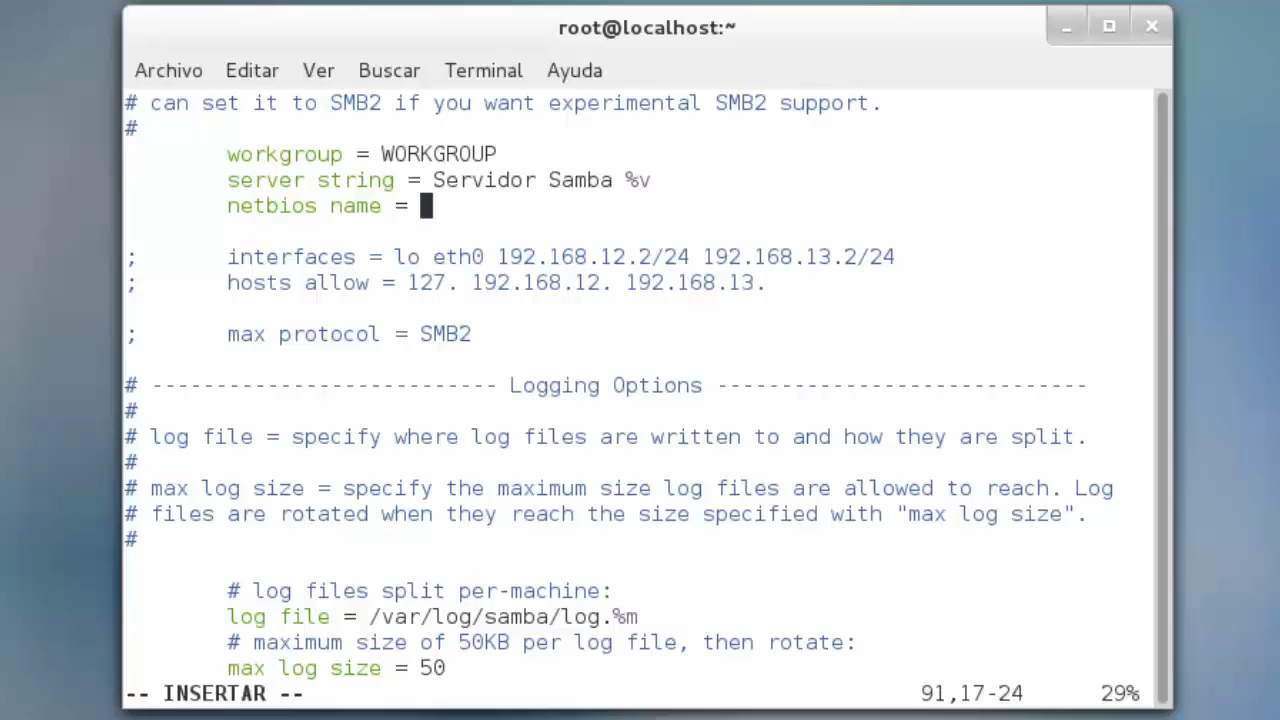 root@localhost:~
Archivo Editar Ver Buscar Terminal Ayuda
# can set it to SMB2 if you want experimental SMB2 support.
#
workgroup = WORKGROUP
server string = Servidor Samba %v
netbios name =
; interfaces = lo eth0 192.168.12.2/24 192.168.13.2/24
; hosts allow = 127. 192.168.12. 192.168.13.
; max protocol = SMB2
# --------------------------- Logging Options -----------------------------
#
# log file = specify where log files are written to and how they are split.
#
# max log size = specify the maximum size log files are allowed to reach. Log
# files are rotated when they reach the size specified with "max log size".
#
# log files split per-machine:
log file = /var/log/samba/log.%m
# maximum size of 50KB per log file, then rotate:
max log size = 50
-- INSERTAR -- 91,17-24 29%